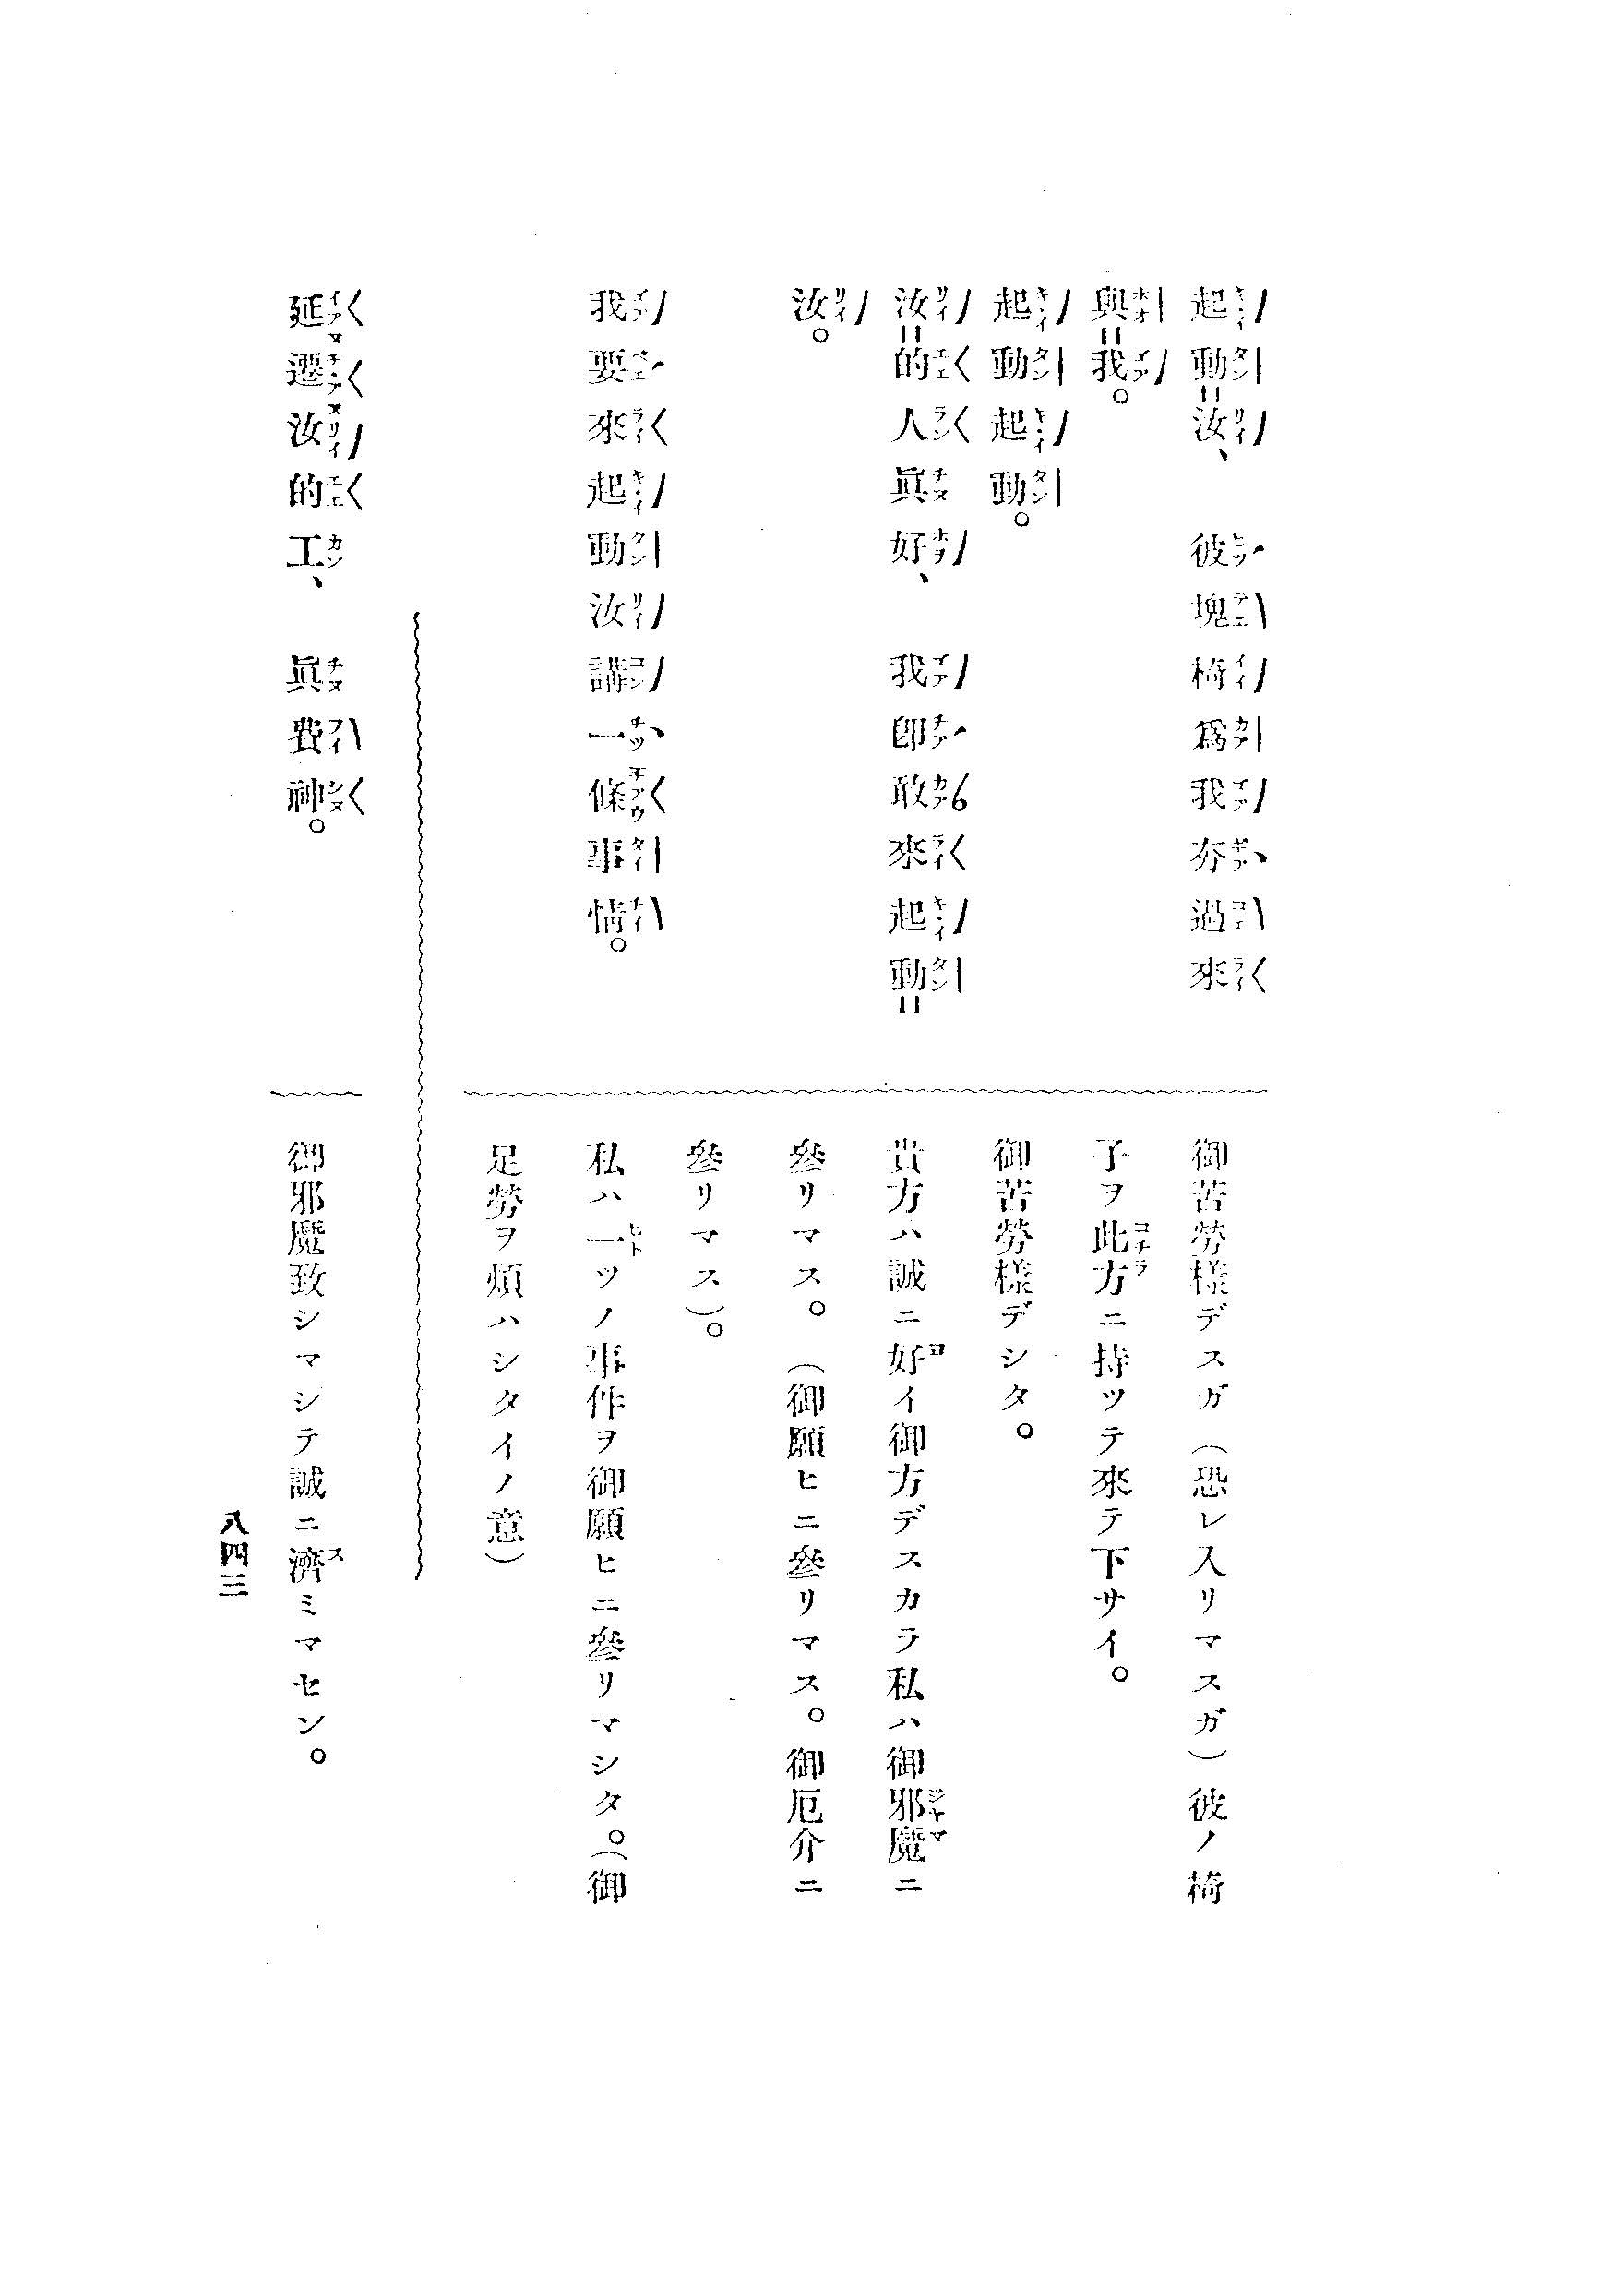 起動汝、彼塊椅爲我夯過來
與我。
起動起動。
汝的人眞好、我卽敢來起動
汝。
我要來起動汝講一條事情。
延遷汝的工、眞費神。
御苦勞樣デスガ（恐レ入リマスガ）彼ノ椅
子ヲ此方ニ持ツテ來テ下サイ。
御苦勞樣デシタ。
貴方ハ誠ニ好イ御方デスカラ私ハ御邪魔ニ
參リマス。（御願ヒニ參リマス。御厄介ニ
參リマス）。
私ハ一ツノ事件ヲ御願ヒニ參リマシタ。（御
足勞ヲ煩ハシタイノ意）
御邪魔致シマシテ誠ニ濟ミマセン。
八四三